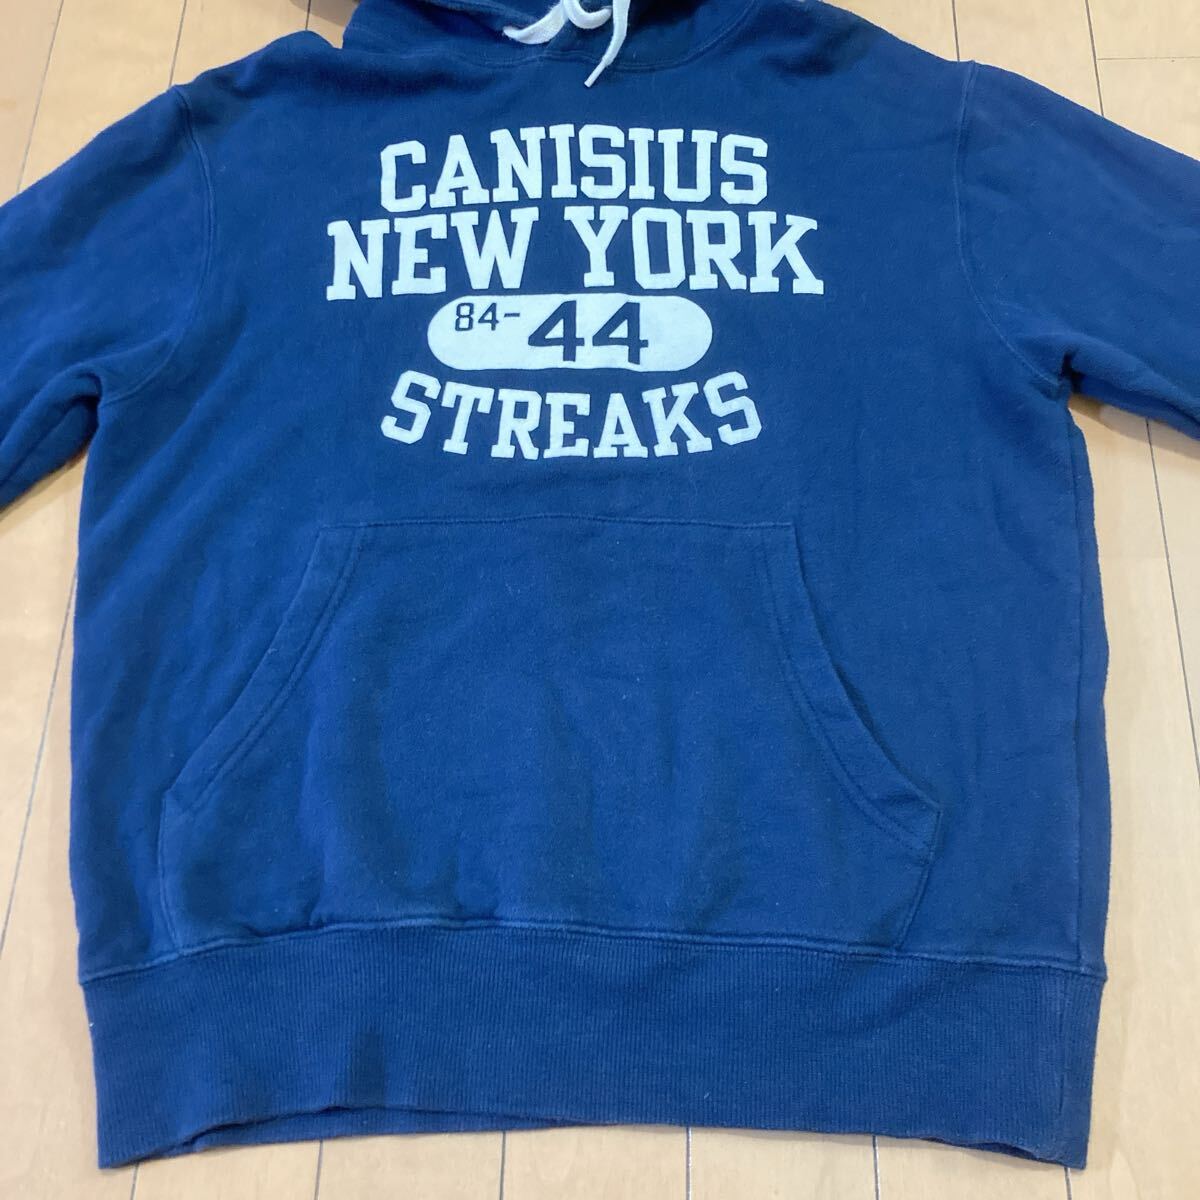 CANISIUS
NEW YORK
84-44
STREAKS